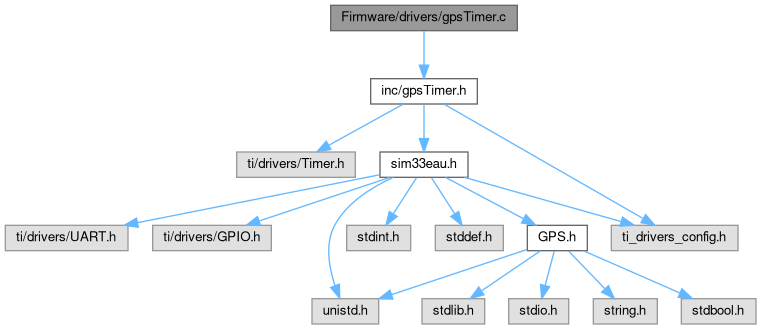 Firmware/drivers/gpsTimer.c
inc/gpsTimer.h
ti/drivers/Timer.h
sim33eau.h
ti/drivers/UART.h
ti/drivers/GPIO.h
stdint.h
stddef.h
GPS.h
ti_drivers_config.h
unistd.h
stdlib.h
stdio.h
string.h
stdbool.h